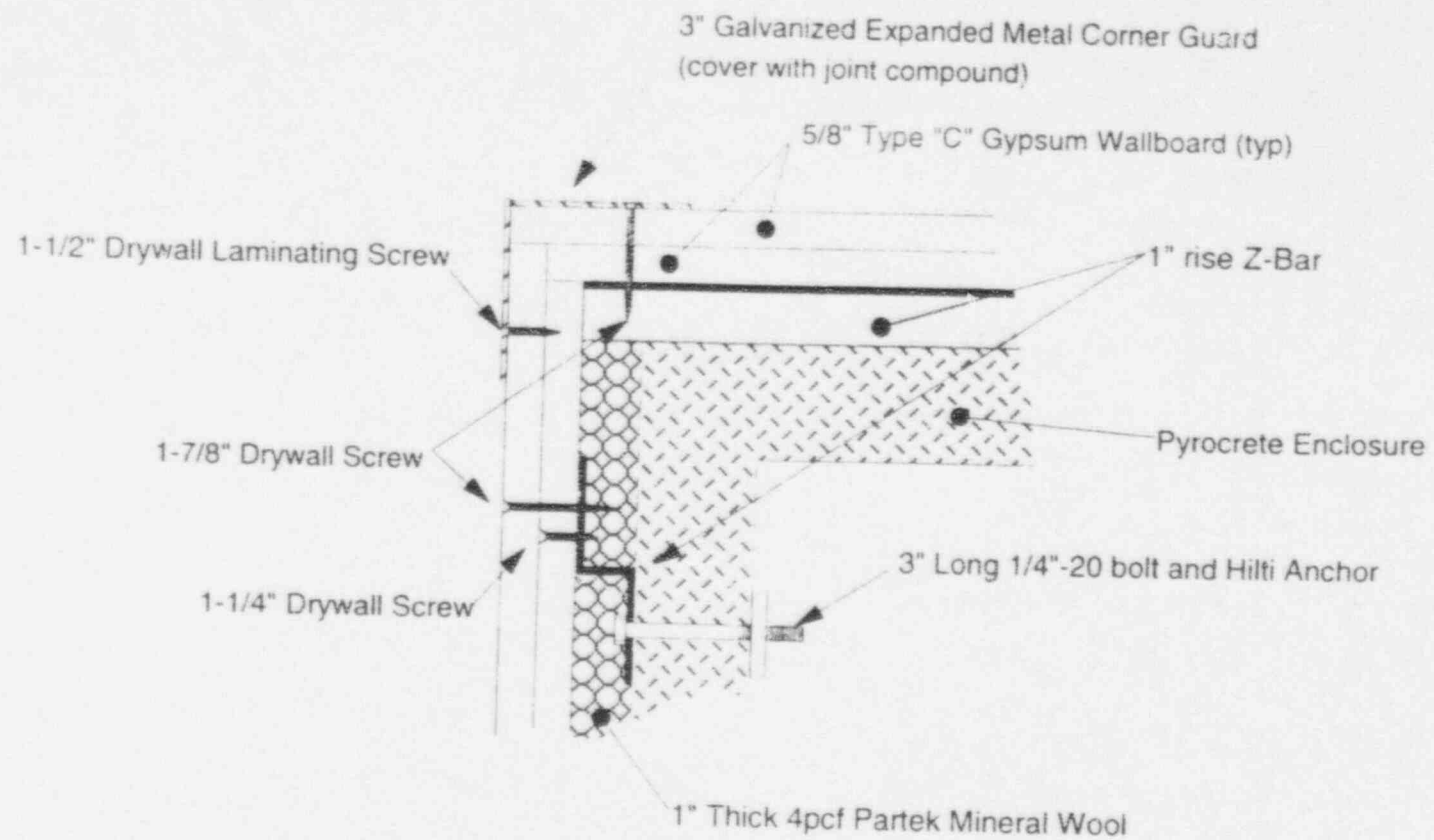 3" Galvanized Expanded Metal Corner Guard
(cover with joint compound)
5/8" Type "C" Gypsum Wallboard (typ)
1-1/2" Drywall Laminating Screw
1" rise Z-Bar
1-7/8" Drywall Screw
Pyrocrete Enclosure
3" Long 1/4"-20 bolt and Hilti Anchor
1-1/4" Drywall Screw
1" Thick 4pcf Partek Mineral Wool